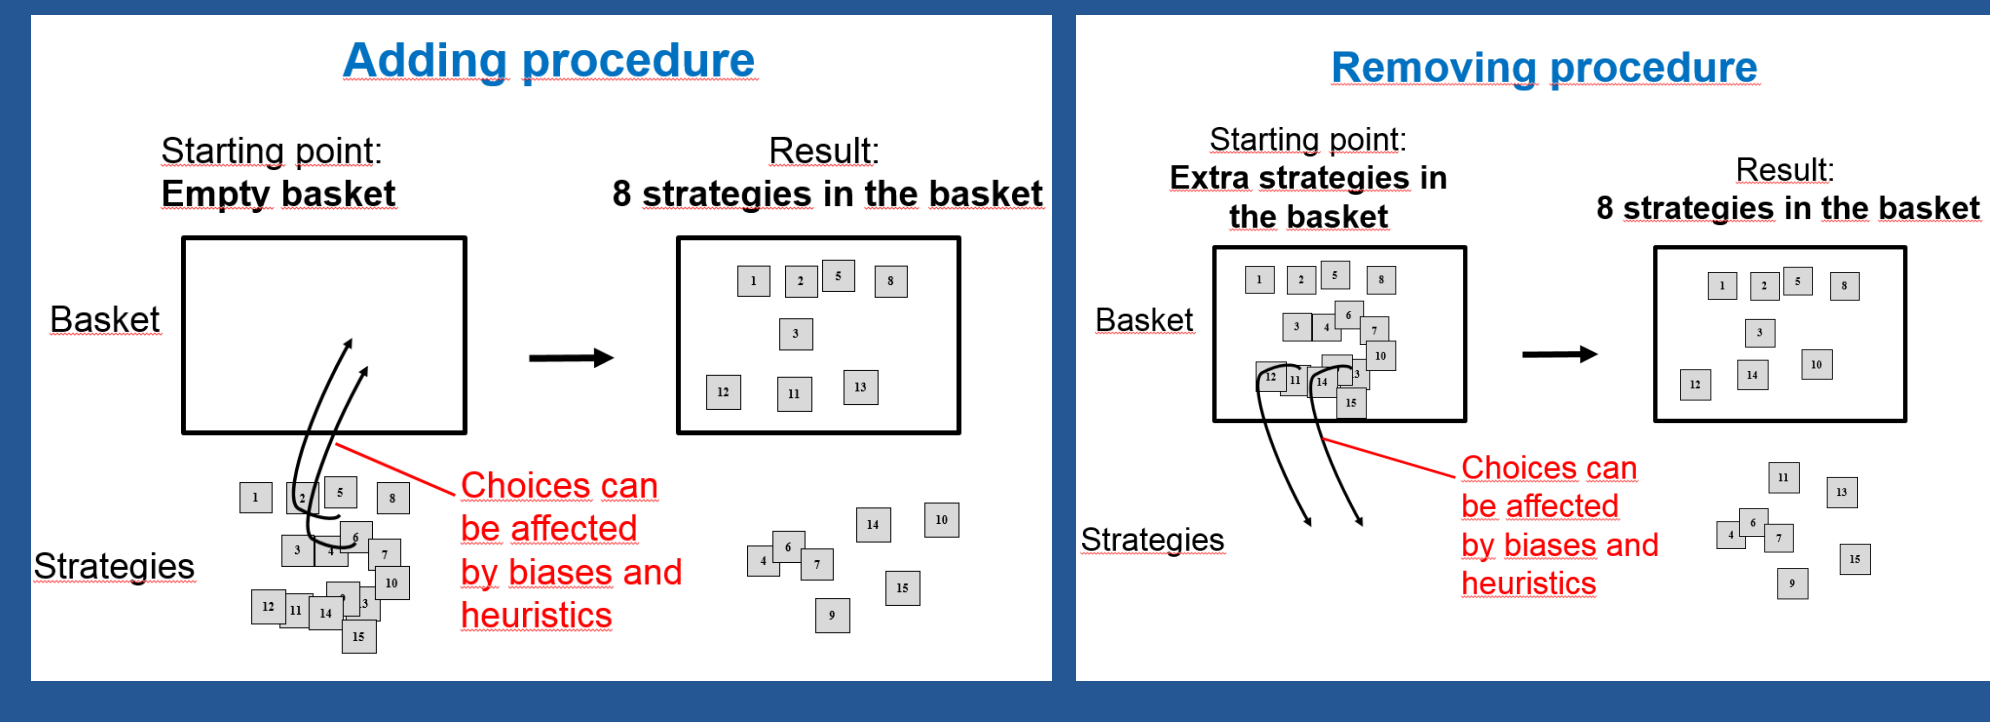 Adding procedure
Starting point:
Empty basket
Result:
8 strategies in the basket
Basket
1 2 5 8
3
12 11 13
Choices can
be affected
by biases and
heuristics
Strategies
1 2 5 8
3 4 6 7
10
12 11 14 3
15
14 10
4 6 7
15
9
Removing procedure
Starting point:
Extra strategies in
the basket
Result:
8 strategies in the basket
Basket
1 2 5 8
3 4 6 7
10
12 11 14 3
15
1 2 5 8
3
12 14 10
Choices can
be affected
by biases and
heuristics
Strategies
11 13
4 6 7
15
9